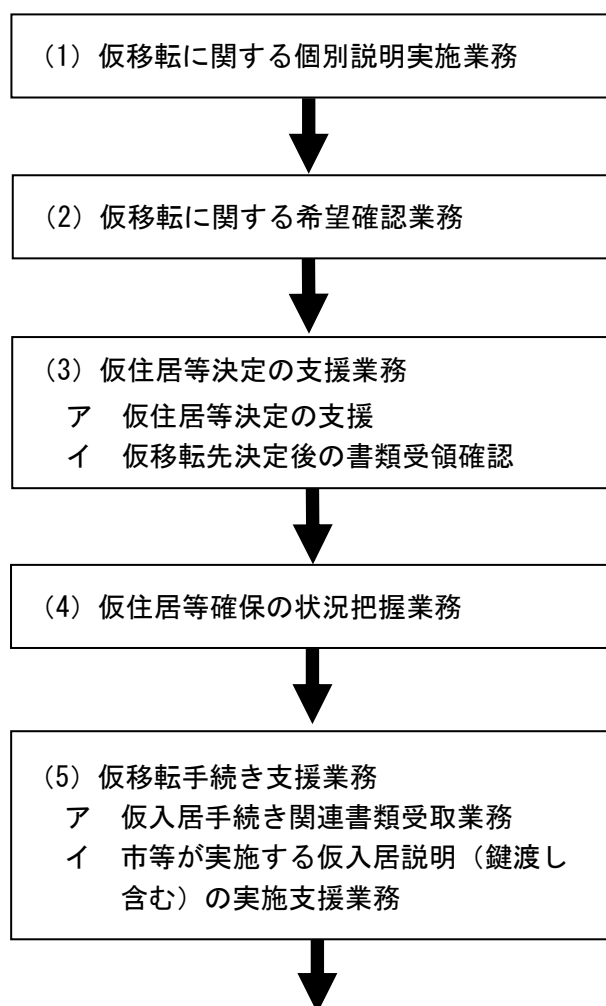 (1) 仮移転に関する個別説明実施業務
(2) 仮移転に関する希望確認業務
(3) 仮住居等決定の支援業務
ア 仮住居等決定の支援
イ 仮移転先決定後の書類受領確認
(4) 仮住居等確保の状況把握業務
(5) 仮移転手続き支援業務
ア 仮入居手続き関連書類受取業務
イ 市等が実施する仮入居説明（鍵渡し
含む）の実施支援業務